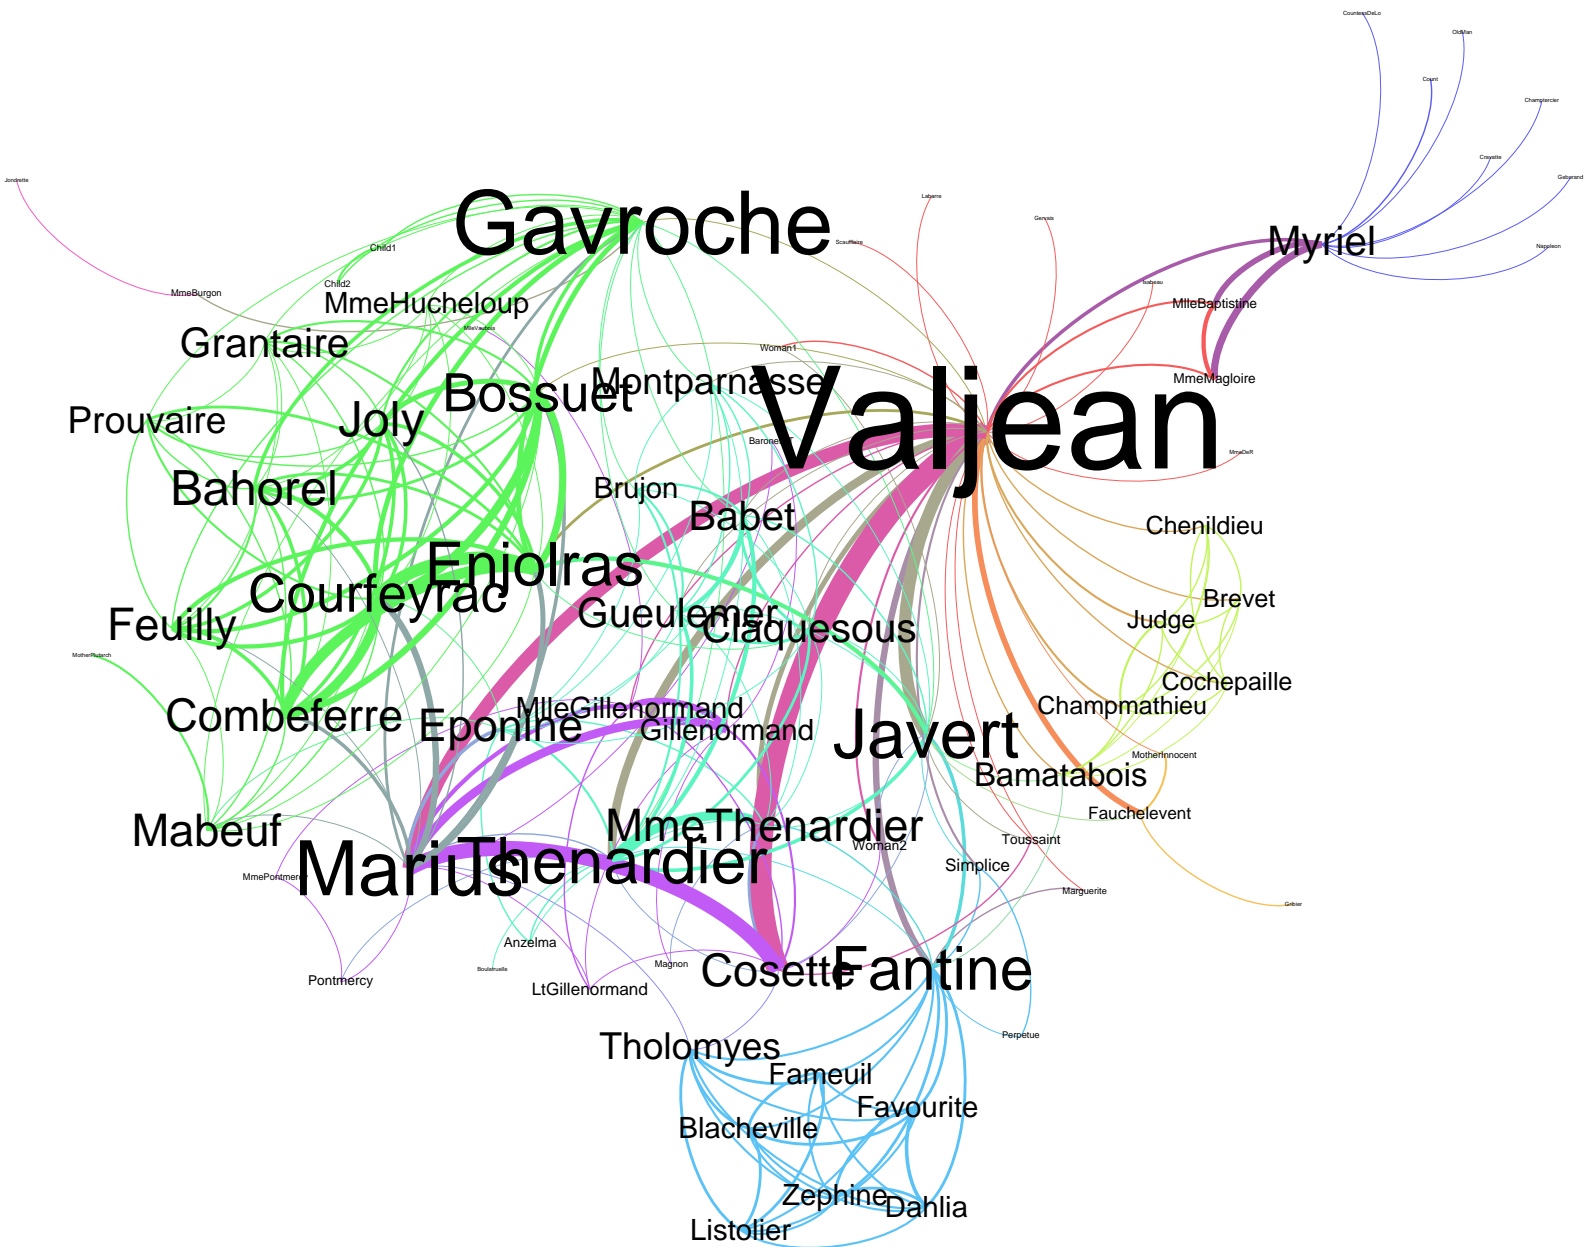 CountessDeLo
OldMan
Count
Champtercier
Cravatte
Geborand
Napoleon
Myriel
Jondrette
Labarre
Gervais
Scaufflaire
Gavroche
Child1
Child2
MmeBurgon
MmeHucheloup
MlleVaubois
Isabeau
MlleBaptistine
Grantaire
Woman1
MmeMagloire
Montparnasse
Bossuet
Valjean
Prouvaire
Joly
BaronessT
MmeDeR
Bahorel
Brujon
Babet
Chenildieu
Enjolras
Courfeyrac
Brevet
Gueulemer
Judge
Feuilly
Claquesous
MotherPlutarch
Cochepaille
MlleGillenormand
Champmathieu
Combeferre
Eponine
Gillenormand
Javert
MotherInnocent
Bamatabois
Fauchelevent
Mabeuf
MmeThenardier
Toussaint
Woman2
Thenardier
Marius
Simplice
MmePontmercy
Marguerite
Gribier
Anzelma
Magnon
Boulatruelle
Cosette
Fantine
Pontmercy
LtGillenormand
Perpetue
Tholomyes
Fameuil
Favourite
Blacheville
Zephine
Dahlia
Listolier